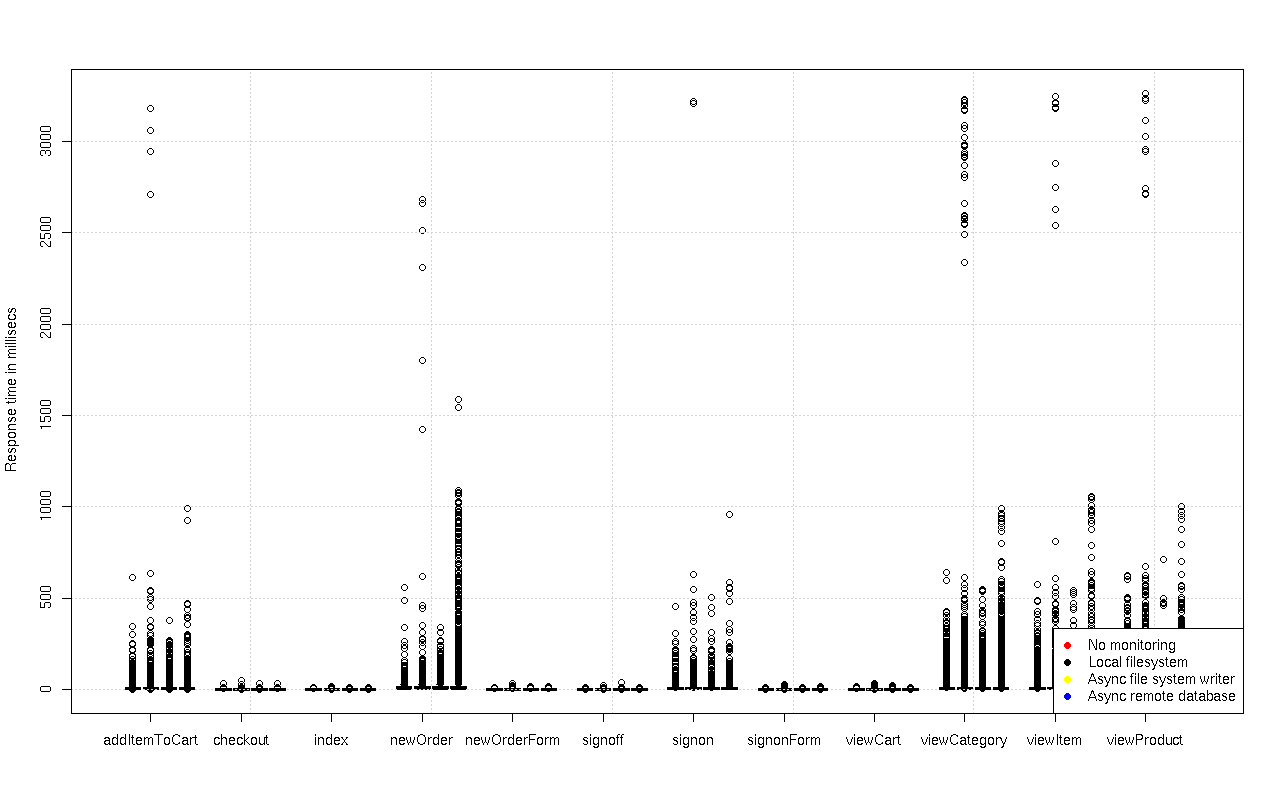 Response time in millisecs
3000
2500
2000
1500
1000
500
0
No monitoring
Local filesystem
Async file system writer
Async remote database
addItemToCart checkout index newOrder newOrderForm signoff signon signonForm viewCart viewCategory viewItem viewProduct